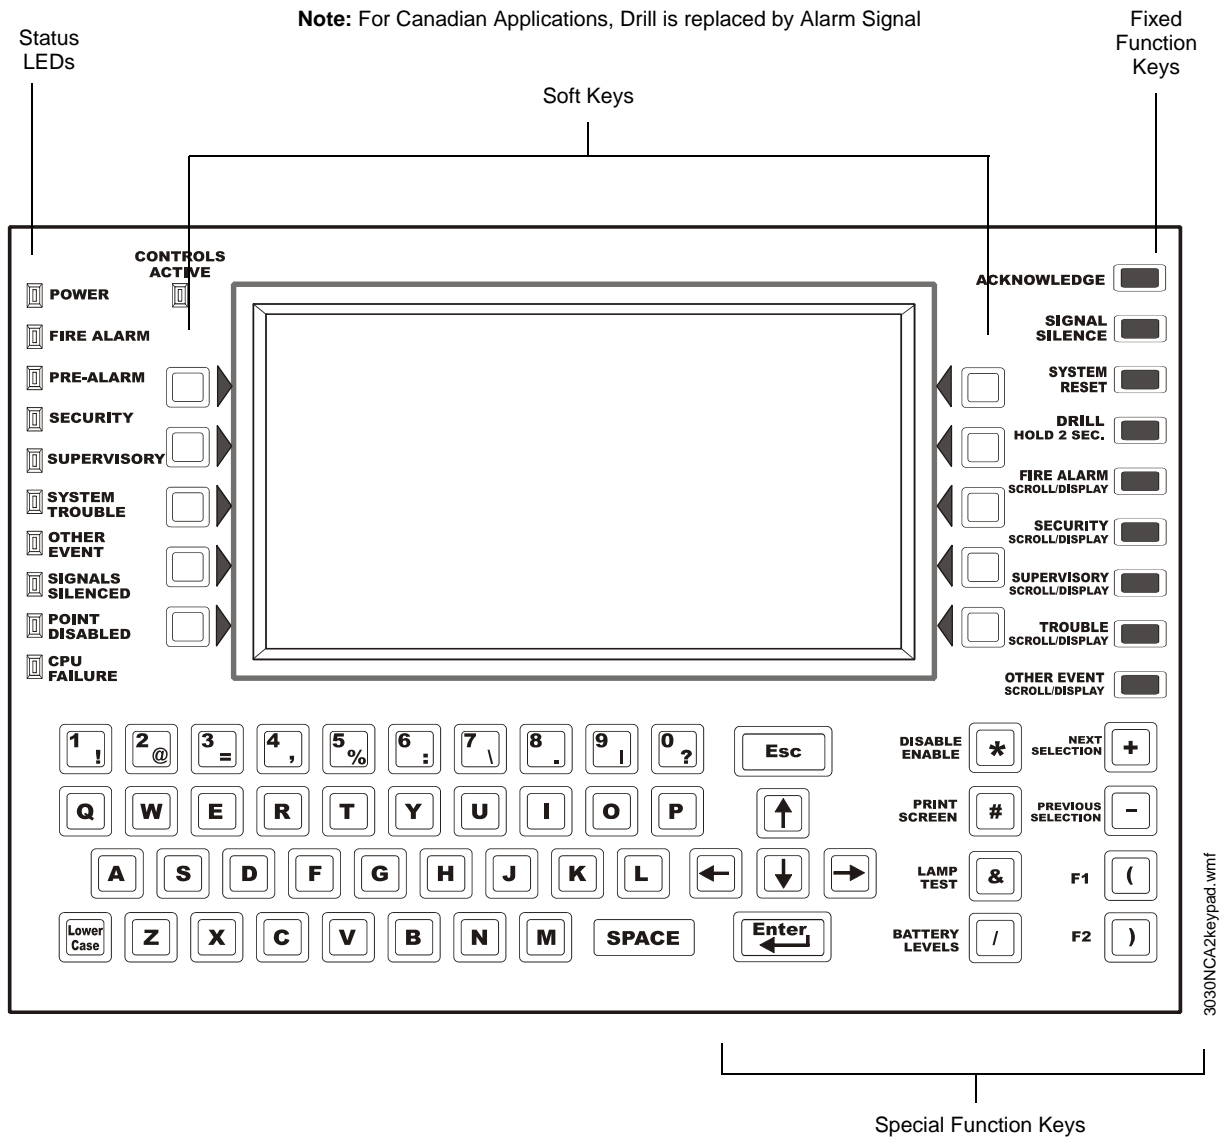 Note: For Canadian Applications, Drill is replaced by Alarm Signal
Status
LEDs
Soft Keys
Fixed
Function
Keys
CONTROLS
ACTIVE
POWER
FIRE ALARM
PRE-ALARM
SECURITY
SUPERVISORY
SYSTEM
TROUBLE
OTHER
EVENT
SIGNALS
SILENCED
POINT
DISABLED
CPU
FAILURE
ACKNOWLEDGE
SIGNAL
SILENCE
SYSTEM
RESET
DRILL
HOLD 2 SEC.
FIRE ALARM
SCROLL/DISPLAY
SECURITY
SCROLL/DISPLAY
SUPERVISORY
SCROLL/DISPLAY
TROUBLE
SCROLL/DISPLAY
OTHER EVENT
SCROLL/DISPLAY
1 ! 2 @ 3 = 4 , 5 % 6 : 7 \ 8 . 9 | 0 ? Esc
Q W E R T Y U I O P
A S D F G H J K L
Lower
Case
Z X C V B N M SPACE Enter
DISABLE
ENABLE
*
NEXT
SELECTION
+
PRINT
SCREEN
#
PREVIOUS
SELECTION
−
LAMP
TEST
&
F1 (
BATTERY
LEVELS
/
F2 )
3030NCA2keypad.wmf
Special Function Keys